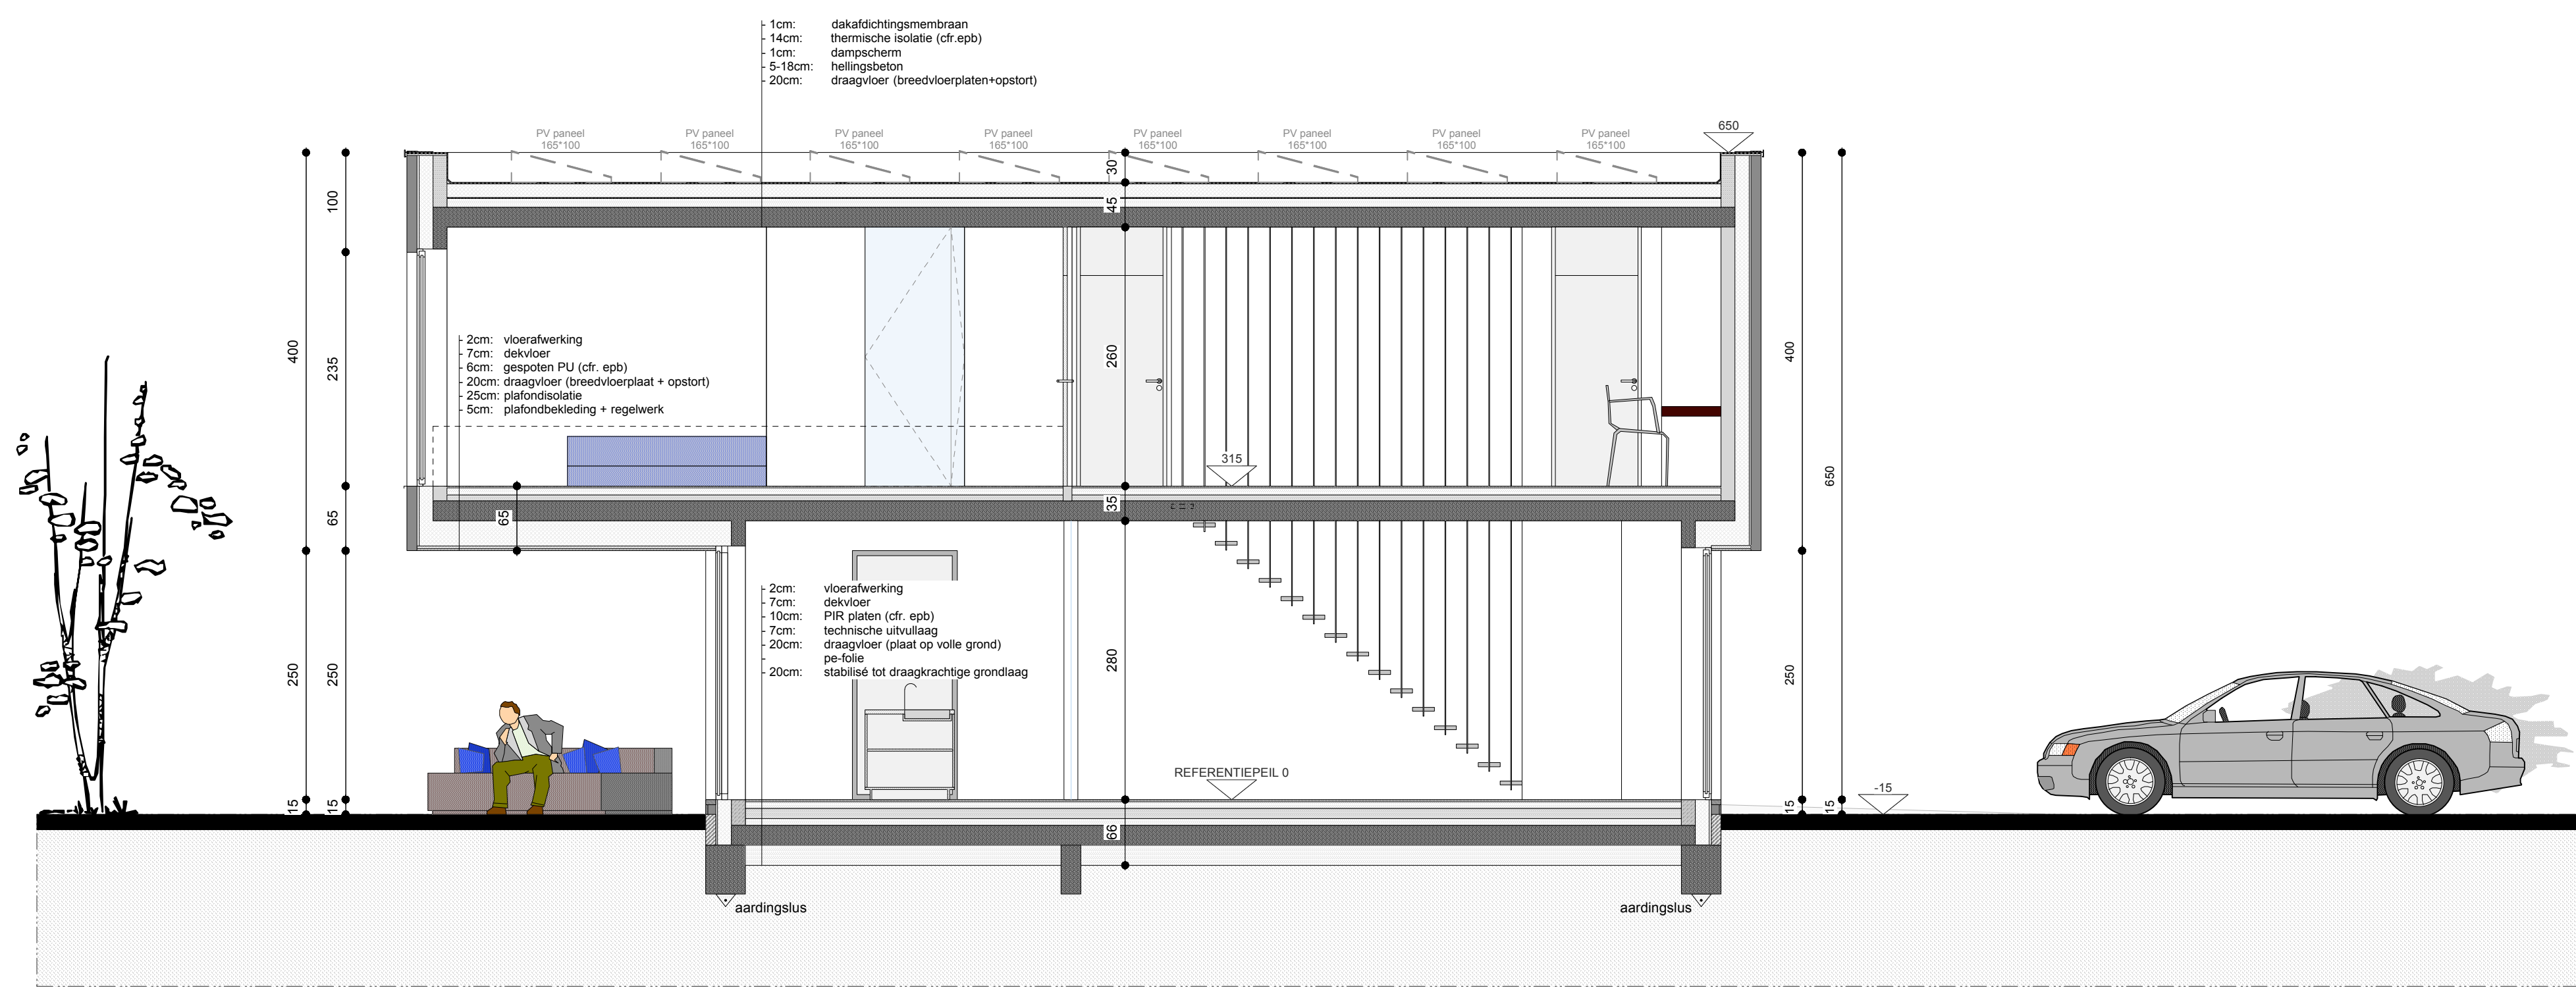 1cm: dakafdichtingsmembraan
14cm: thermische isolatie (cfr.epb)
1cm: dampscherm
5-18cm: hellingsbeton
20cm: draagvloer (breedvloerplaten+opstort)
650
PV paneel
165*100
PV paneel
165*100
PV paneel
165*100
PV paneel
165*100
PV paneel
165*100
PV paneel
165*100
PV paneel
165*100
PV paneel
165*100
30
45
100
400
235
260
400
2cm: vloerafwerking
7cm: dekvloer
6cm: gespoten PU (cfr. epb)
20cm: draagvloer (breedvloerplaat + opstort)
25cm: plafondisolatie
5cm: plafondbekleding + regelwerk
315
650
65
65
35
2cm: vloerafwerking
7cm: dekvloer
10cm: PIR platen (cfr. epb)
7cm: technische uitvullaag
20cm: draagvloer (plaat op volle grond)
pe-folie
20cm: stabilisé tot draagkrachtige grondlaag
250
250
280
250
REFERENTIEPEIL 0
-15
15
15
15
15
66
aardingslus
aardingslus